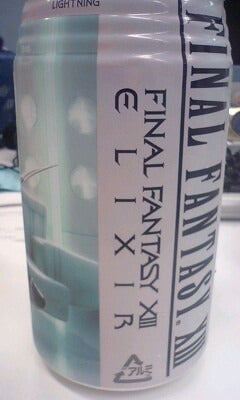 LIGHTNING
FINAL FANTASY XIII
ELIXIR
FINAL FANTASY. XIII
アルミ